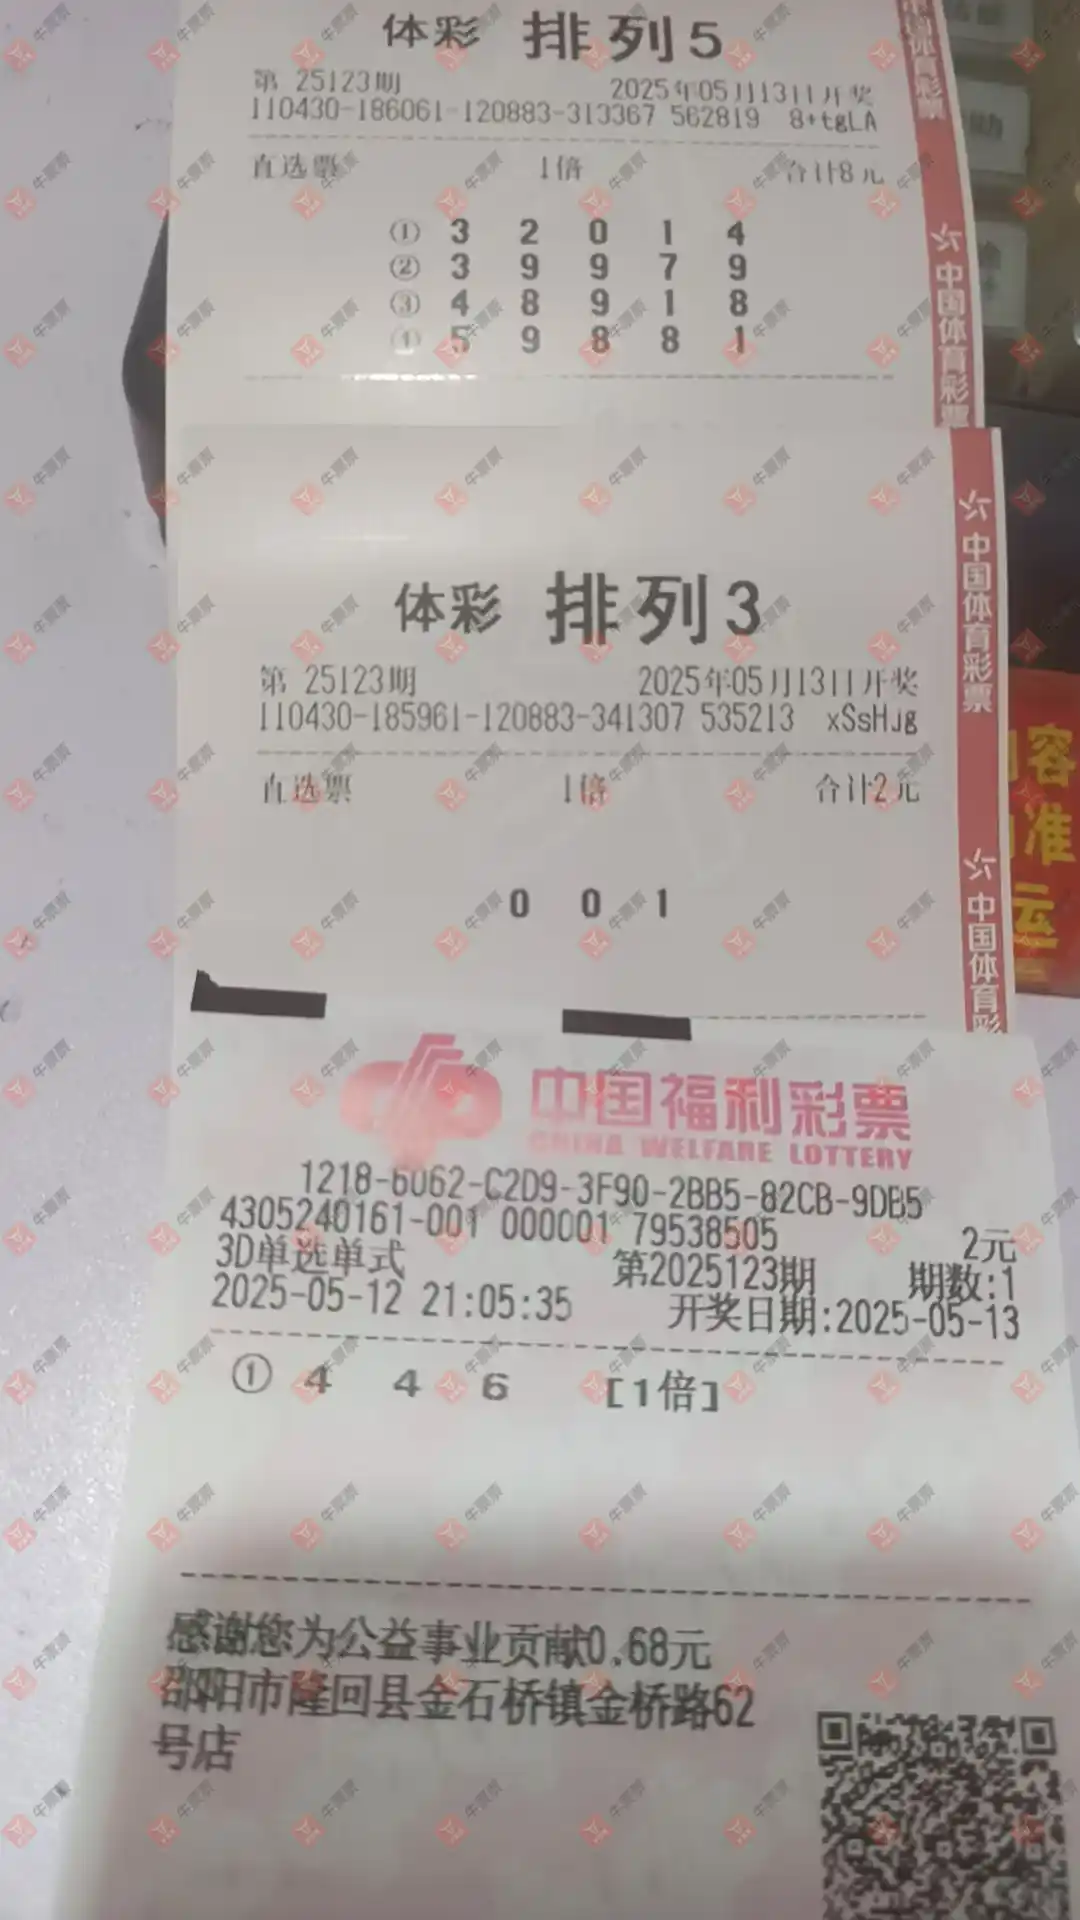 体彩 排列5
第 25123期 2025年05月13日开奖
110430-186061-120883-313367 562819 8+tgLA
直选票 1倍 合计8元
① 3 2 0 1 4
② 3 9 9 7 9
③ 4 8 9 1 8
④ 5 9 8 8 1
中国体育彩票
体彩 排列3
第 25123期 2025年05月13日开奖
110430-185961-120883-341307 535213 xSsHJg
直选票 1倍 合计2元
0 0 1
中国体育彩票
中国体育彩
容
准
运
中国福利彩票
CHINA WELFARE LOTTERY
1218-6062-C2D9-3F90-2BB5-82CB-9DB5
4305240161-001 000001 79538505 2元
3D单选单式 第2025123期 期数:1
2025-05-12 21:05:35 开奖日期:2025-05-13
① 4 4 6 [1倍]
感谢您为公益事业贡献0.68元
邵阳市隆回县金石桥镇金桥路62
号店
牛票票